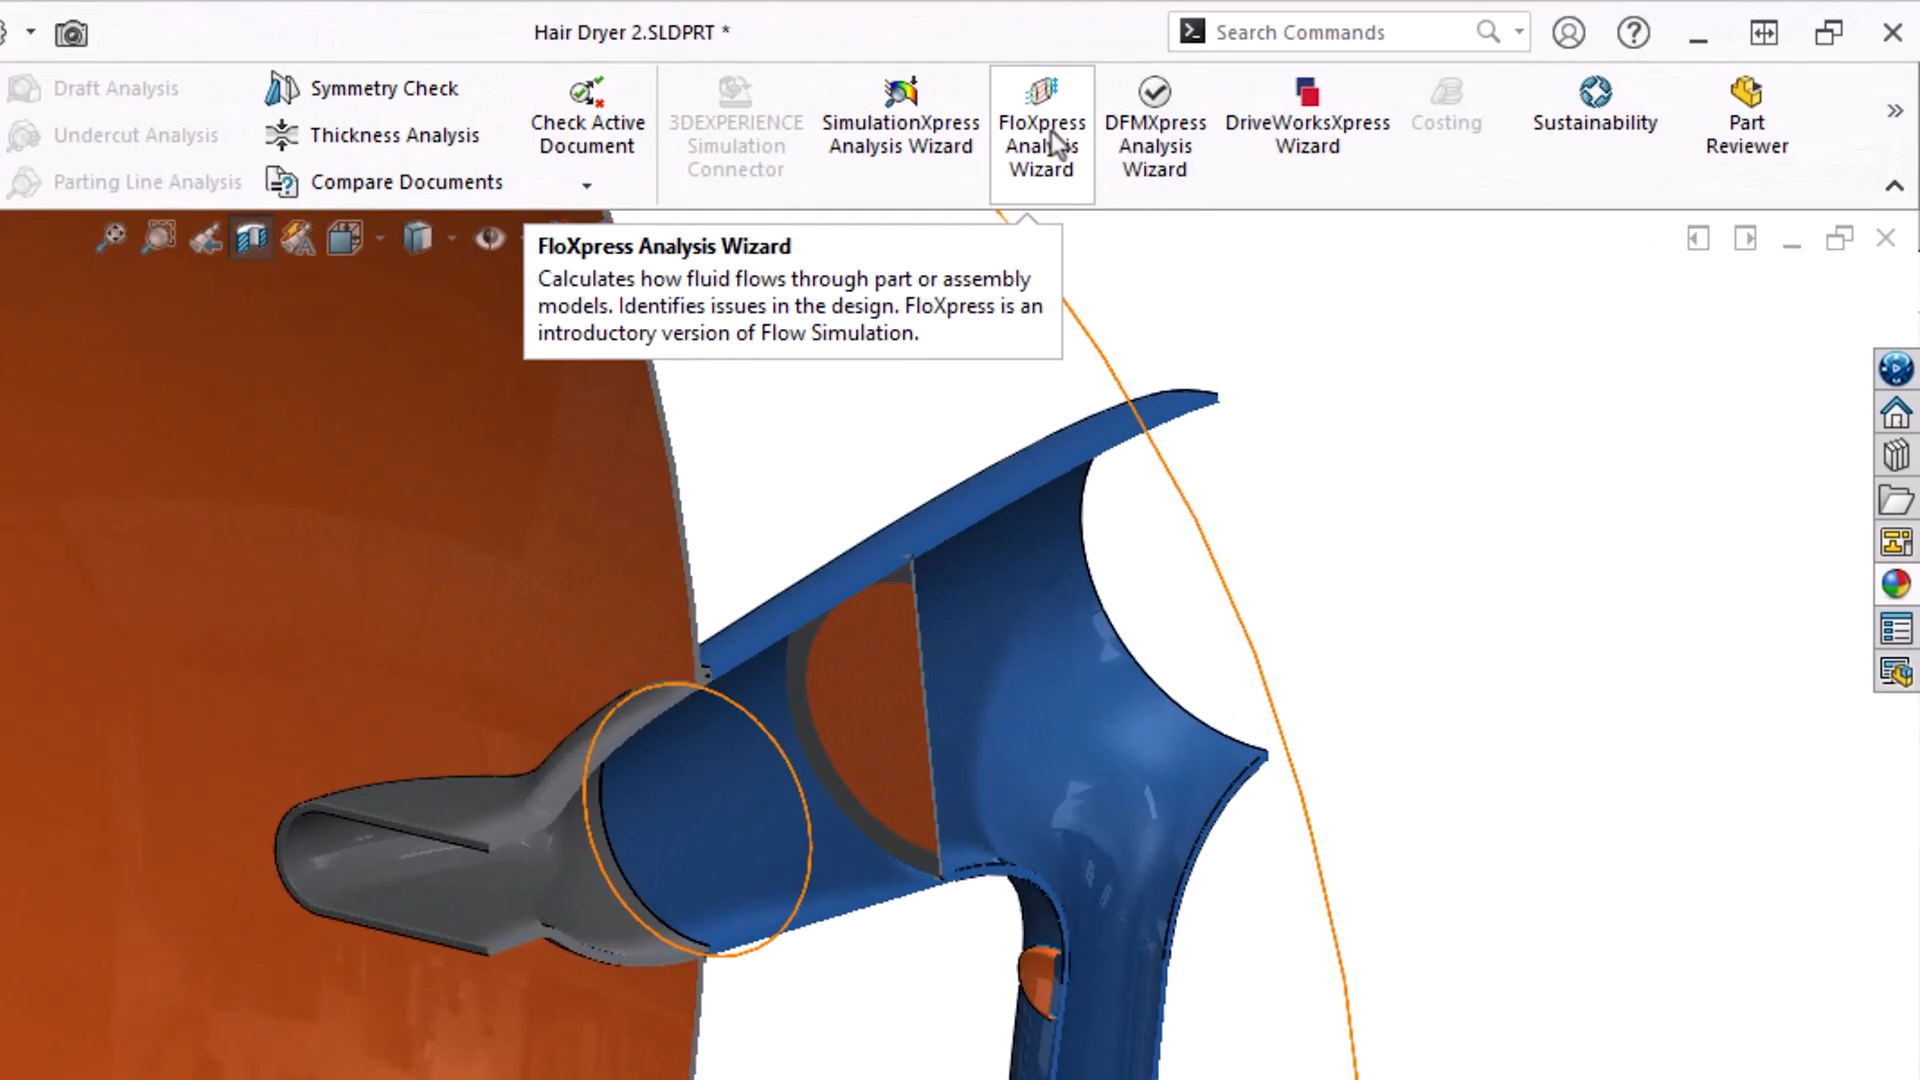 Hair Dryer 2.SLDPRT *
Search Commands
Draft Analysis
Undercut Analysis
Parting Line Analysis
Symmetry Check
Thickness Analysis
Compare Documents
Check Active
Document
3DEXPERIENCE
Simulation
Connector
SimulationXpress
Analysis Wizard
FloXpress
Analysis
Wizard
DFMXpress
Analysis
Wizard
DriveWorksXpress
Wizard
Costing
Sustainability
Part
Reviewer
FloXpress Analysis Wizard
Calculates how fluid flows through part or assembly
models. Identifies issues in the design. FloXpress is an
introductory version of Flow Simulation.